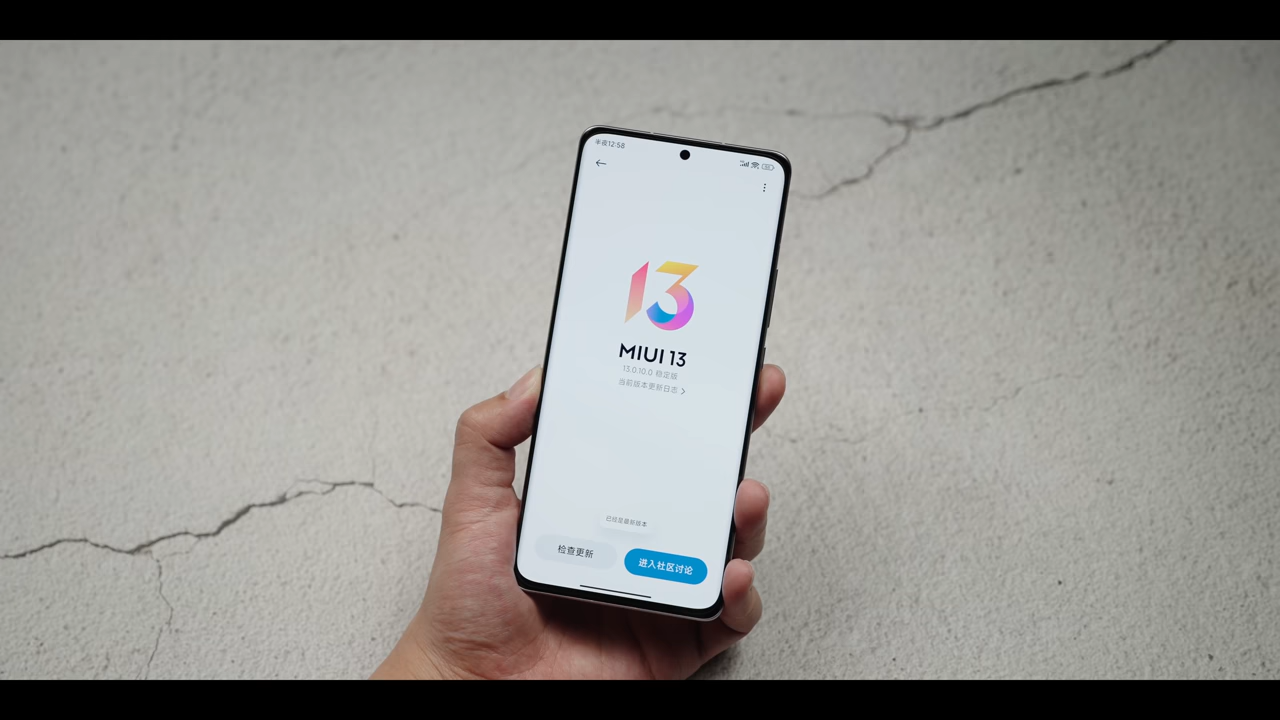 半夜12:58
13
MIUI 13
13.0.10.0 稳定版
当前版本更新日志
已经是最新版本
检查更新
进入社区讨论